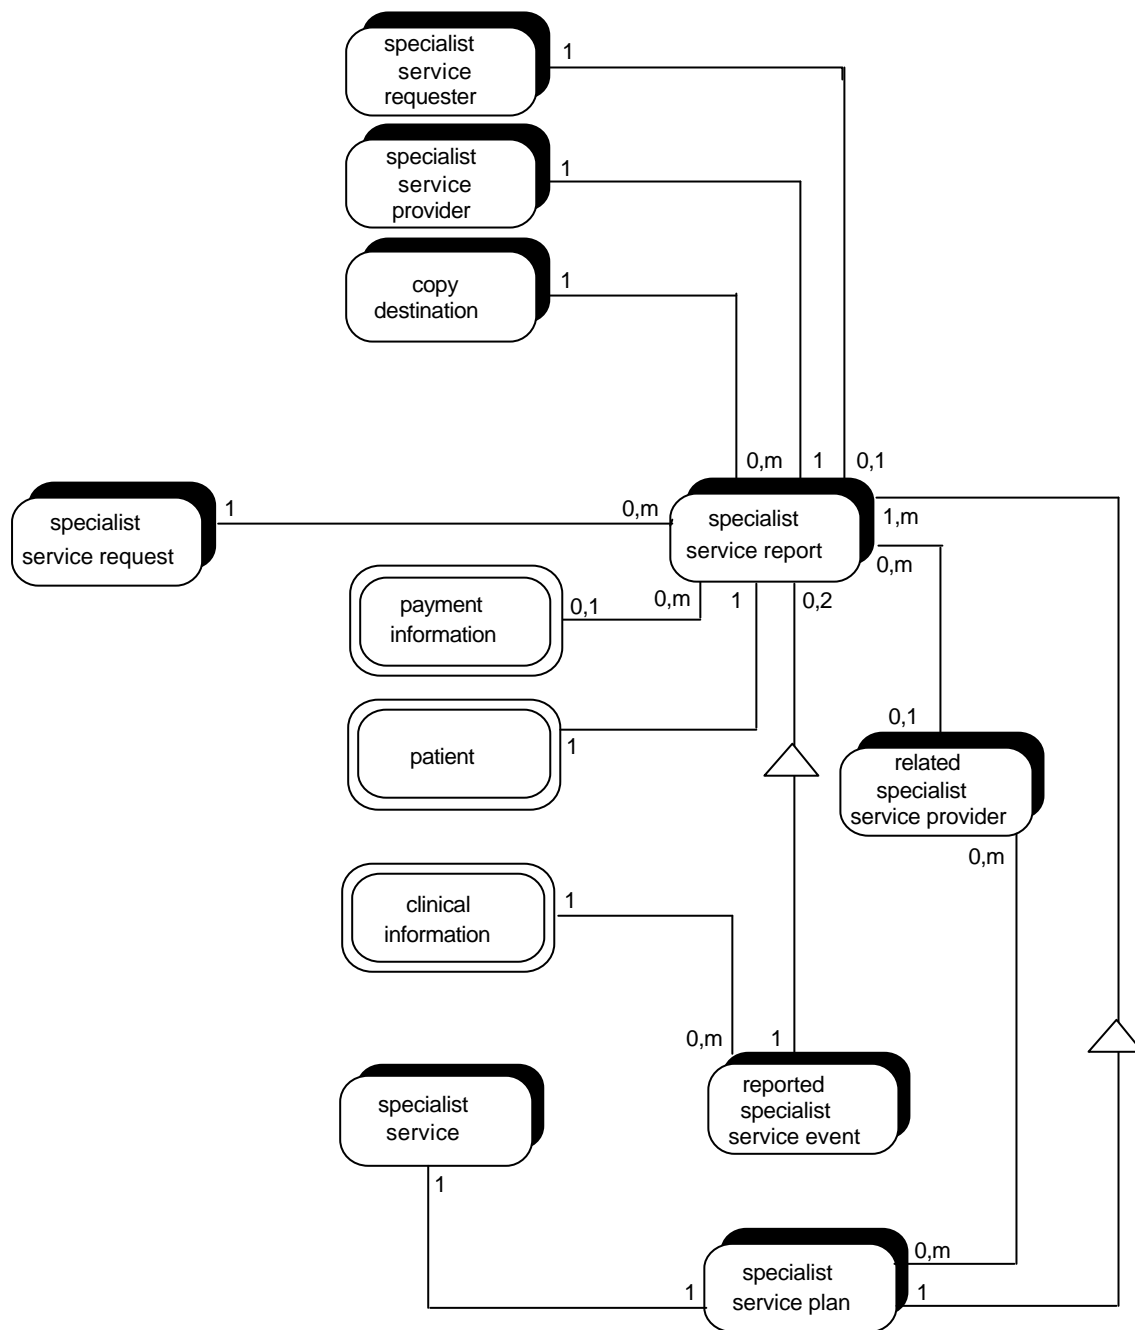 specialist
service
requester
1
specialist
service
provider
1
copy
destination
1
0,m
1
0,1
specialist
service request
1
0,m
specialist
service report
1,m
0,m
payment
information
0,1
0,m
1
0,2
patient
1
0,1
related
specialist
service provider
0,m
clinical
information
1
0,m
1
specialist
service
1
reported
specialist
service event
1
specialist
service plan
0,m
1